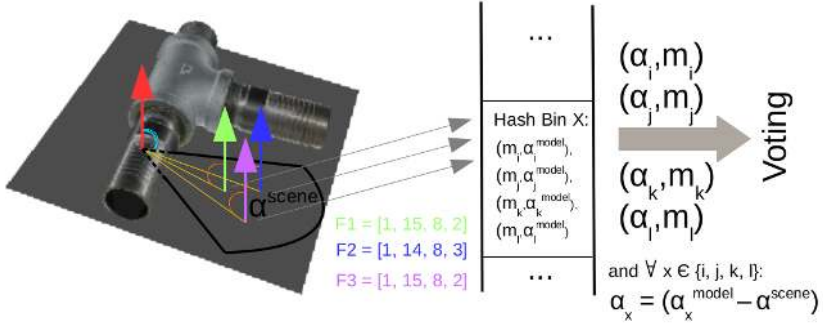 α^scene
F1 = [1, 15, 8, 2]
F2 = [1, 14, 8, 3]
F3 = [1, 15, 8, 2]
...
Hash Bin X:
(m_i,α_i^model),
(m_j,α_j^model),
(m_k,α_k^model),
(m_l,α_l^model)
...
(α_i,m_i)
(α_j,m_j)
(α_k,m_k)
(α_l,m_l)
Voting
and ∀ x ∈ {i, j, k, l}:
α_x = (α_x^model – α^scene)